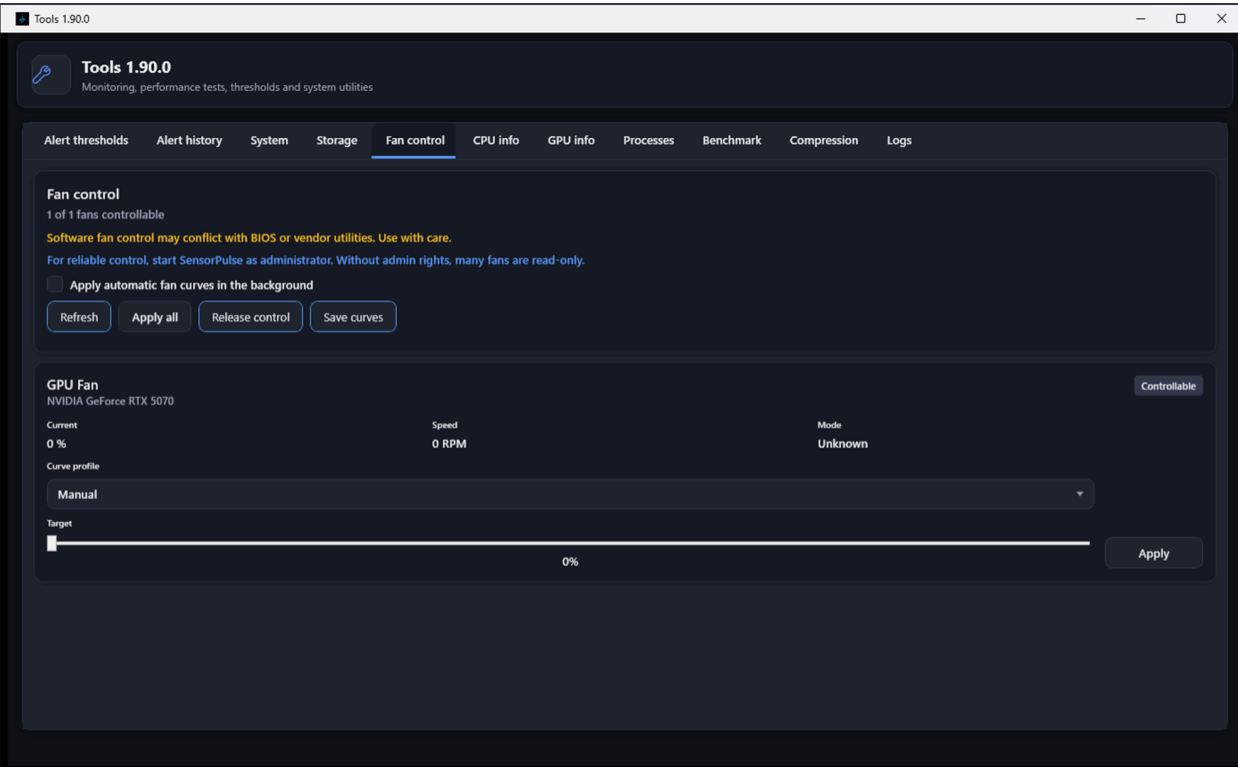 Tools 1.90.0
Tools 1.90.0
Monitoring, performance tests, thresholds and system utilities
Alert thresholds Alert history System Storage Fan control CPU info GPU info Processes Benchmark Compression Logs
Fan control
1 of 1 fans controllable
Software fan control may conflict with BIOS or vendor utilities. Use with care.
For reliable control, start SensorPulse as administrator. Without admin rights, many fans are read-only.
Apply automatic fan curves in the background
Refresh Apply all Release control Save curves
GPU Fan Controllable
NVIDIA GeForce RTX 5070
Current Speed Mode
0 % 0 RPM Unknown
Curve profile
Manual
Target
0% Apply